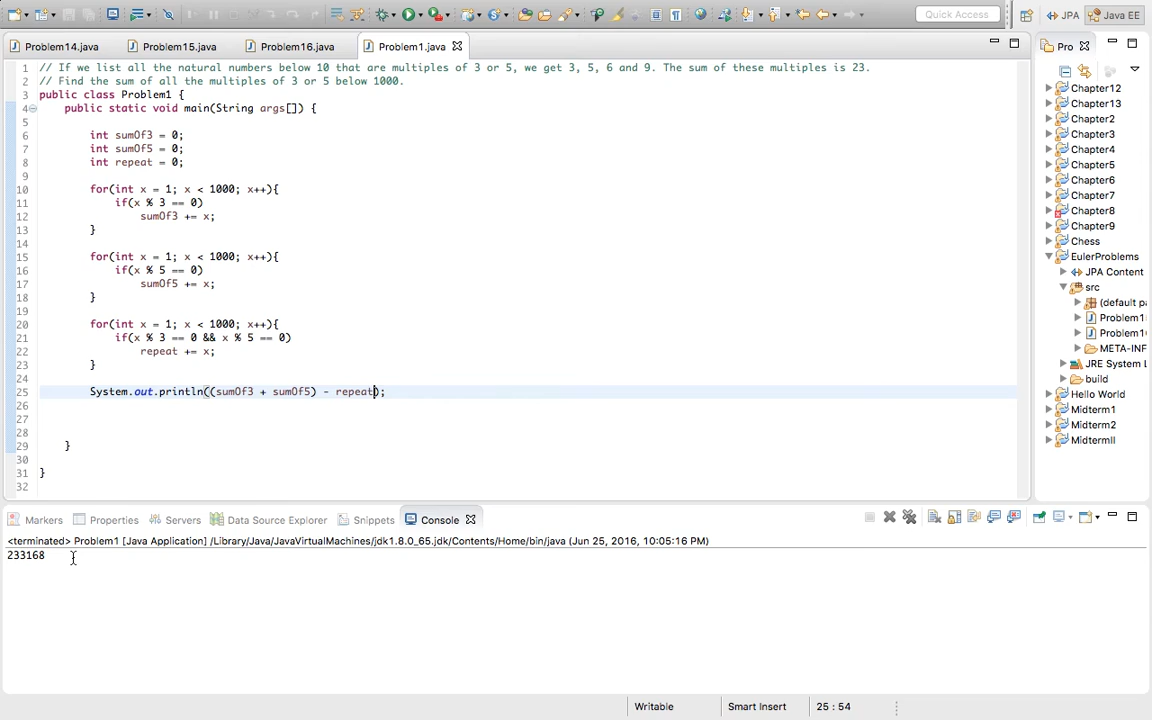 Quick Access
JPA
Java EE
Problem14.java
Problem15.java
Problem16.java
Problem1.java
Pro
1 // If we list all the natural numbers below 10 that are multiples of 3 or 5, we get 3, 5, 6 and 9. The sum of these multiples is 23.
2 // Find the sum of all the multiples of 3 or 5 below 1000.
3 public class Problem1 {
4 public static void main(String args[]) {
5
6 int sumOf3 = 0;
7 int sumOf5 = 0;
8 int repeat = 0;
9
10 for(int x = 1; x < 1000; x++){
11 if(x % 3 == 0)
12 sumOf3 += x;
13 }
14
15 for(int x = 1; x < 1000; x++){
16 if(x % 5 == 0)
17 sumOf5 += x;
18 }
19
20 for(int x = 1; x < 1000; x++){
21 if(x % 3 == 0 && x % 5 == 0)
22 repeat += x;
23 }
24
25 System.out.println((sumOf3 + sumOf5) - repeat);
26
27
28
29 }
30
31 }
32
Chapter12
Chapter13
Chapter2
Chapter3
Chapter4
Chapter5
Chapter6
Chapter7
Chapter8
Chapter9
Chess
EulerProblems
JPA Content
src
(default pa
Problem1
Problem1
META-INF
JRE System L
build
Hello World
Midterm1
Midterm2
MidtermII
Markers
Properties
Servers
Data Source Explorer
Snippets
Console
<terminated> Problem1 [Java Application] /Library/Java/JavaVirtualMachines/jdk1.8.0_65.jdk/Contents/Home/bin/java (Jun 25, 2016, 10:05:16 PM)
233168
Writable
Smart Insert
25 : 54